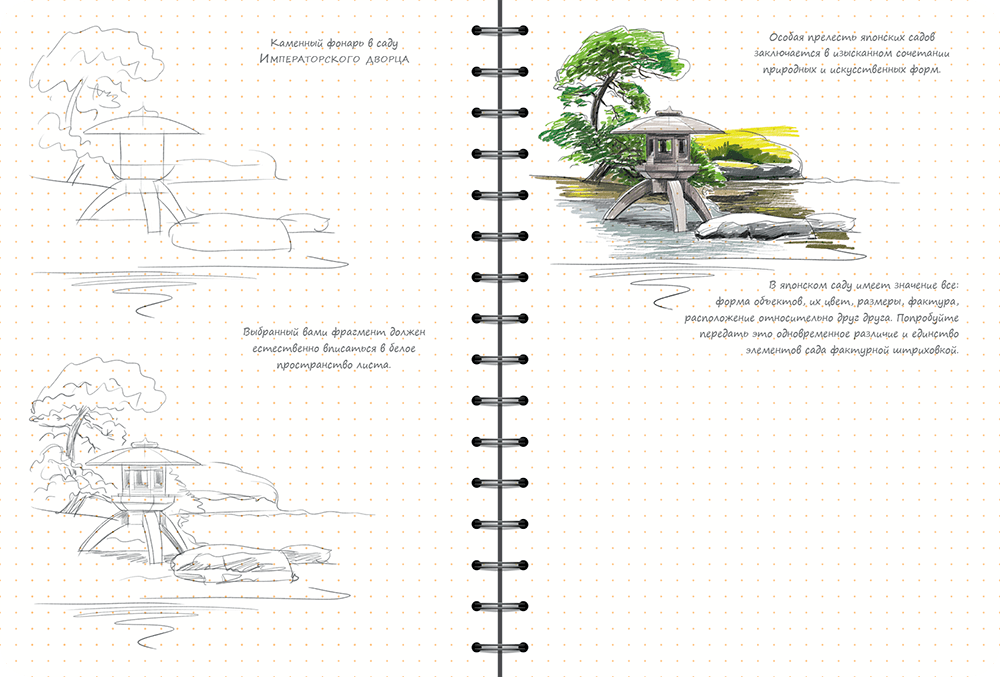 Каменный фонарь в саду
Императорского дворца
Выбранный вами фрагмент должен
естественно вписаться в белое
пространство листа.
Особая прелесть японских садов
заключается в изысканном сочетании
природных и искусственных форм.
В японском саду имеет значение все:
форма объектов, их цвет, размеры, фактура,
расположение относительно друг друга. Попробуйте
передать это одновременное различие и единство
элементов сада фактурной штриховкой.